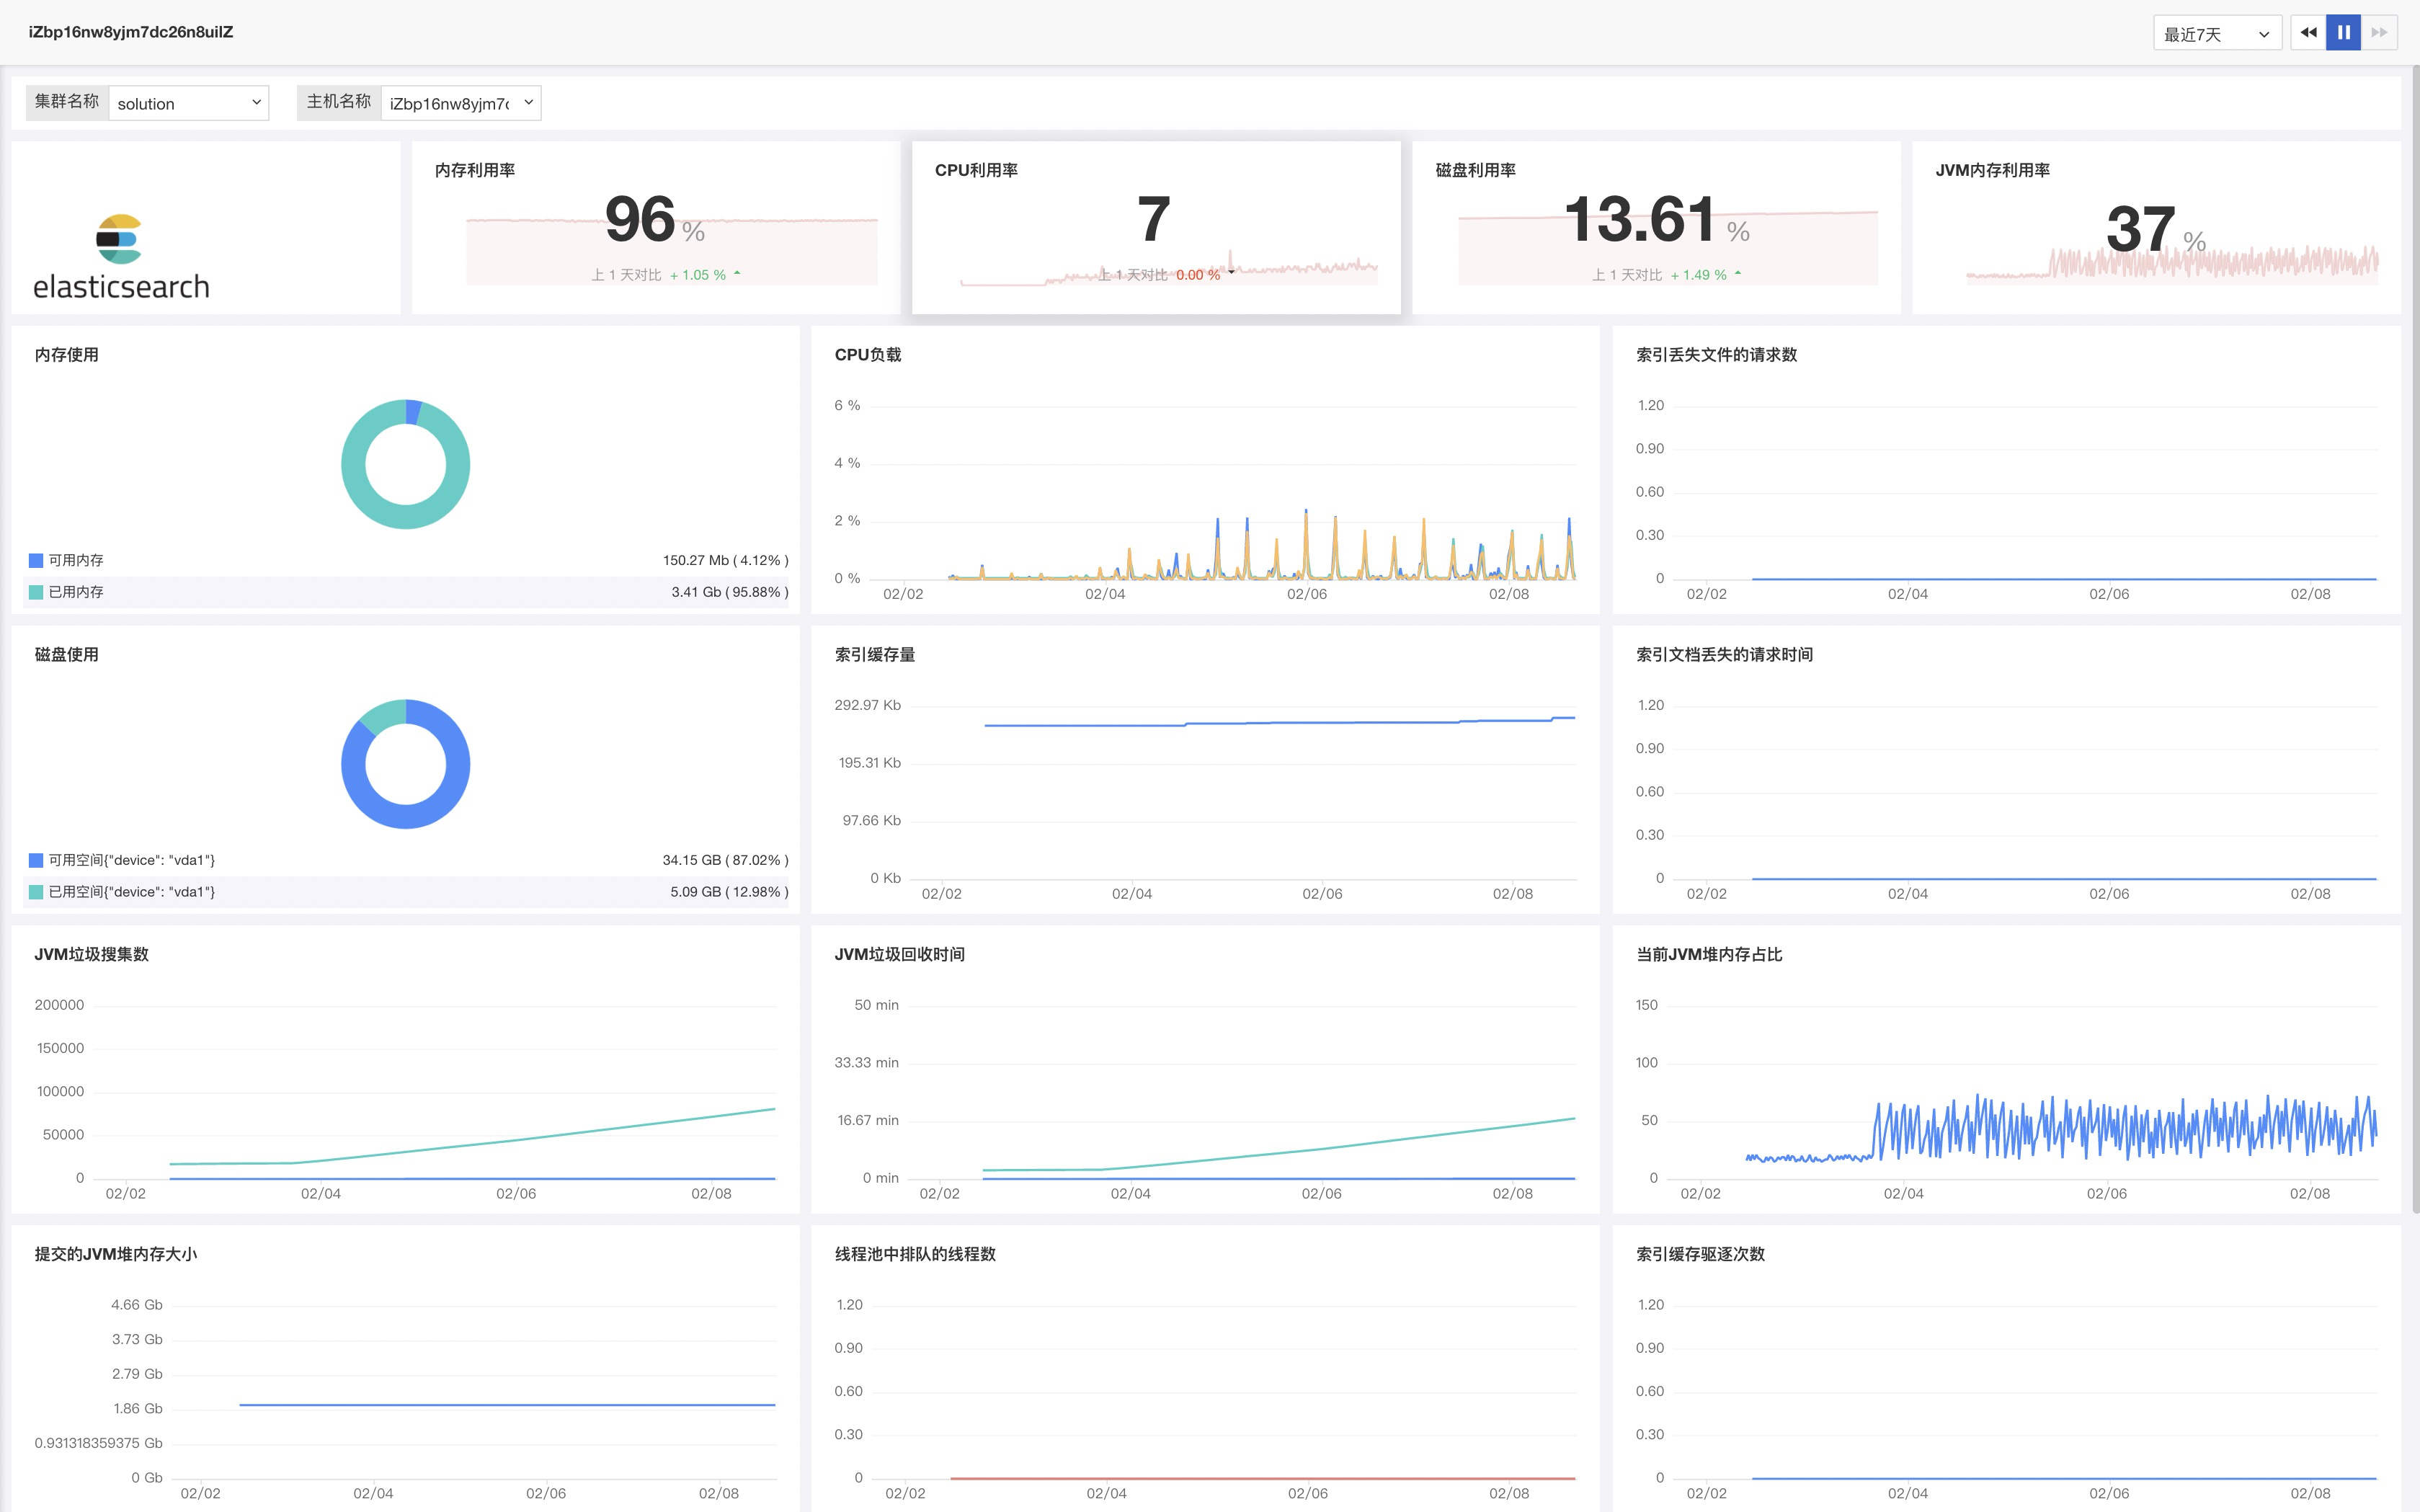 iZbp16nw8yjm7dc26n8uilZ
最近7天
集群名称 solution 主机名称 iZbp16nw8yjm7c
elasticsearch
内存利用率
96 %
上 1 天对比 + 1.05 %
CPU利用率
7
上 1 天对比 0.00 %
磁盘利用率
13.61 %
上 1 天对比 + 1.49 %
JVM内存利用率
37 %
内存使用
可用内存 150.27 Mb ( 4.12% )
已用内存 3.41 Gb ( 95.88% )
CPU负载
6 %
4 %
2 %
0 %
02/02 02/04 02/06 02/08
索引丢失文件的请求数
1.20
0.90
0.60
0.30
0
02/02 02/04 02/06 02/08
磁盘使用
可用空间{"device": "vda1"} 34.15 GB ( 87.02% )
已用空间{"device": "vda1"} 5.09 GB ( 12.98% )
索引缓存量
292.97 Kb
195.31 Kb
97.66 Kb
0 Kb
02/02 02/04 02/06 02/08
索引文档丢失的请求时间
1.20
0.90
0.60
0.30
0
02/02 02/04 02/06 02/08
JVM垃圾搜集数
200000
150000
100000
50000
0
02/02 02/04 02/06 02/08
JVM垃圾回收时间
50 min
33.33 min
16.67 min
0 min
02/02 02/04 02/06 02/08
当前JVM堆内存占比
150
100
50
0
02/02 02/04 02/06 02/08
提交的JVM堆内存大小
4.66 Gb
3.73 Gb
2.79 Gb
1.86 Gb
0.931318359375 Gb
0 Gb
02/02 02/04 02/06 02/08
线程池中排队的线程数
1.20
0.90
0.60
0.30
0
02/02 02/04 02/06 02/08
索引缓存驱逐次数
1.20
0.90
0.60
0.30
0
02/02 02/04 02/06 02/08